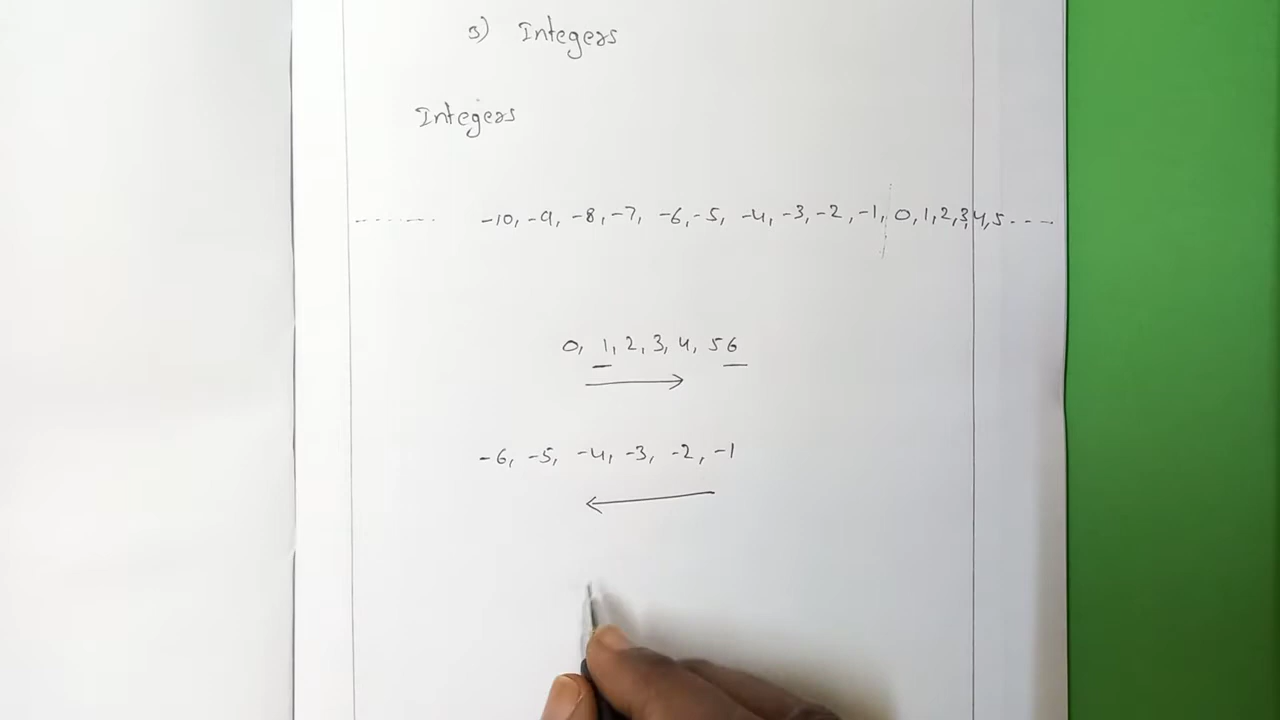 3) Integers
Integers
........ -10, -9, -8, -7, -6, -5, -4, -3, -2, -1, 0, 1, 2, 3, 4, 5 . - - -
0, 1, 2, 3, 4, 5 6
-6, -5, -4, -3, -2, -1